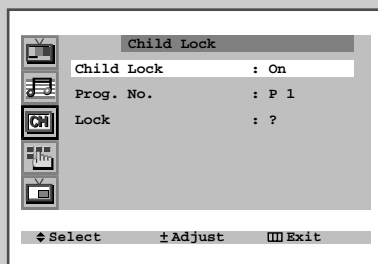 Child Lock
Child Lock : On
Prog. No. : P 1
Lock : ?
CH
Select ± Adjust Exit